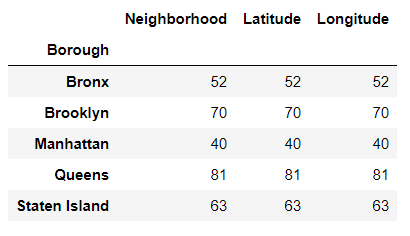 Neighborhood Latitude Longitude
Borough
Bronx 52 52 52
Brooklyn 70 70 70
Manhattan 40 40 40
Queens 81 81 81
Staten Island 63 63 63